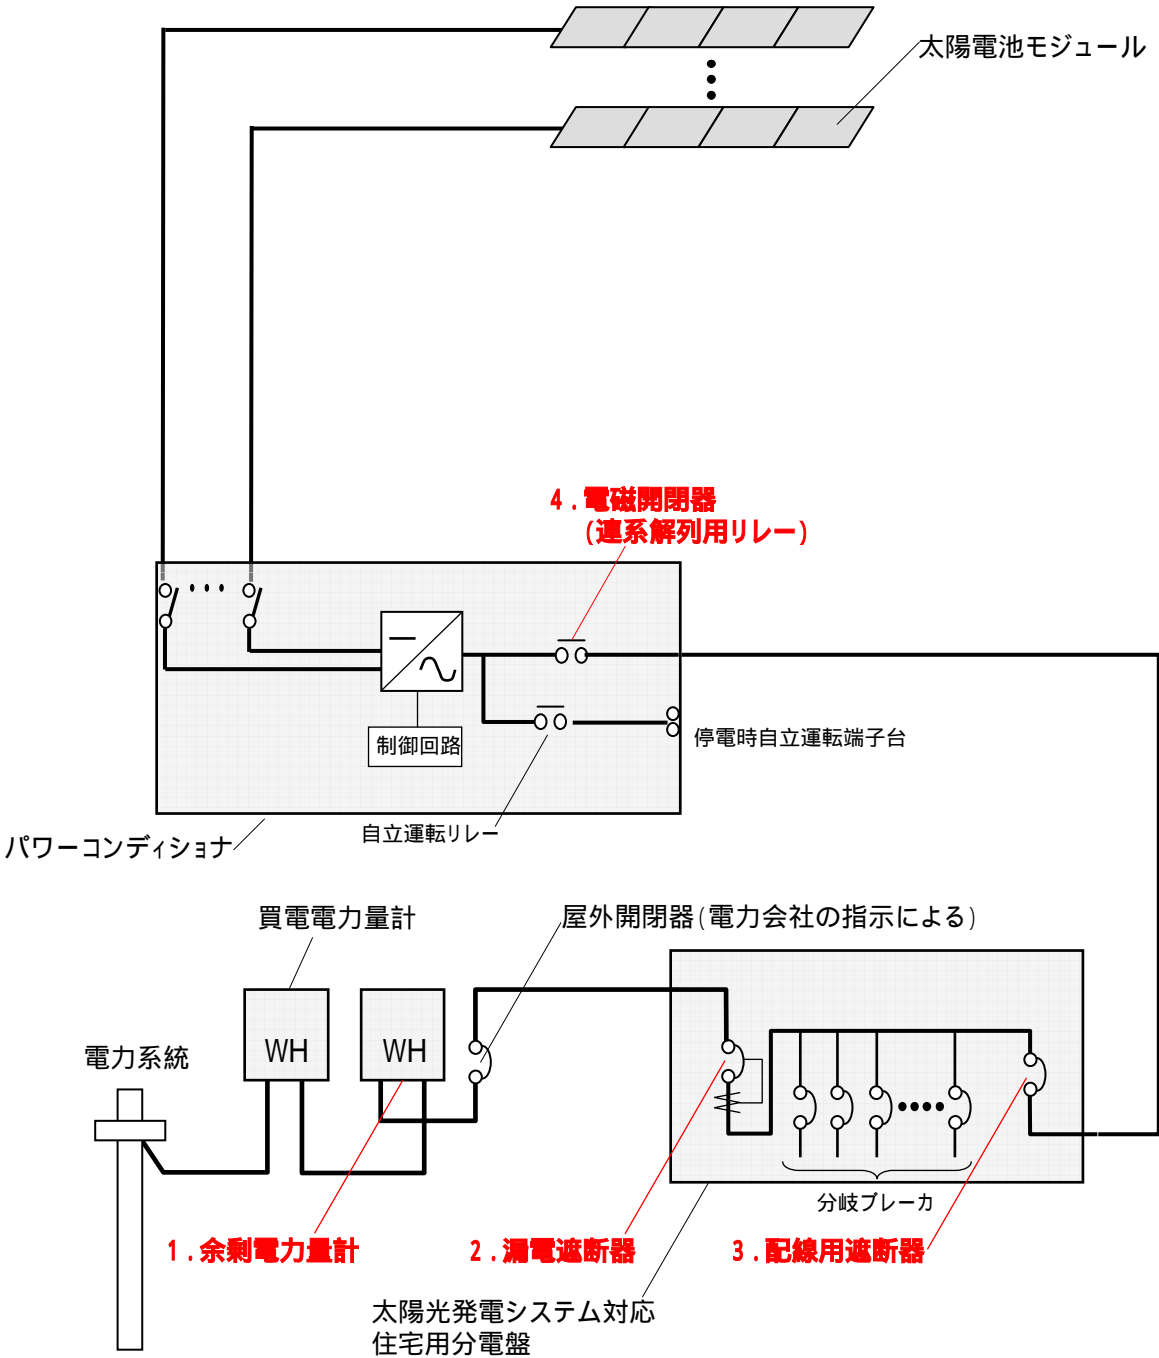 太陽電池モジュール
4．電磁開閉器
(連系解列用リレー)
制御回路
停電時自立運転端子台
自立運転リレー
パワーコンディショナ
買電電力量計
屋外開閉器(電力会社の指示による)
WH
WH
電力系統
分岐ブレーカ
1．余剰電力量計
2．漏電遮断器
3．配線用遮断器
太陽光発電システム対応
住宅用分電盤